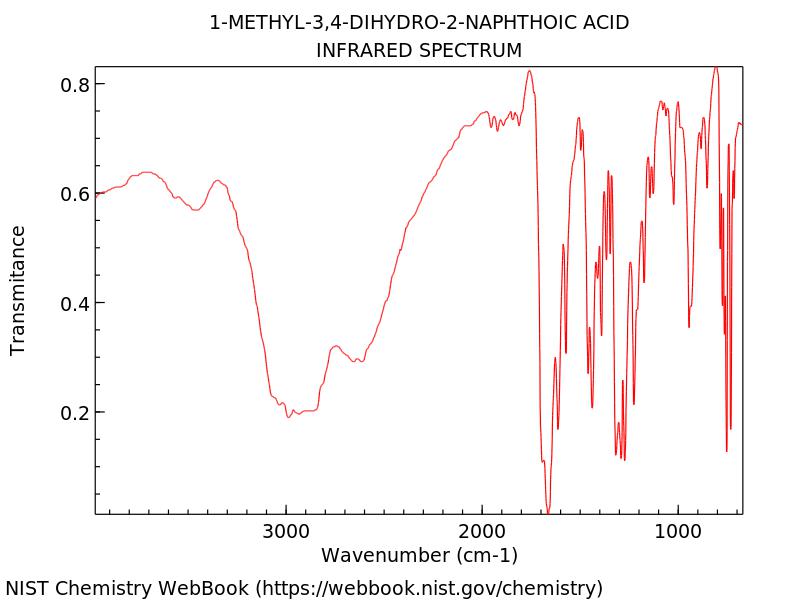 1-METHYL-3,4-DIHYDRO-2-NAPHTHOIC ACID
INFRARED SPECTRUM
0.8
0.6
0.4
0.2
Transmitance
3000
2000
1000
Wavenumber (cm-1)
NIST Chemistry WebBook (https://webbook.nist.gov/chemistry)